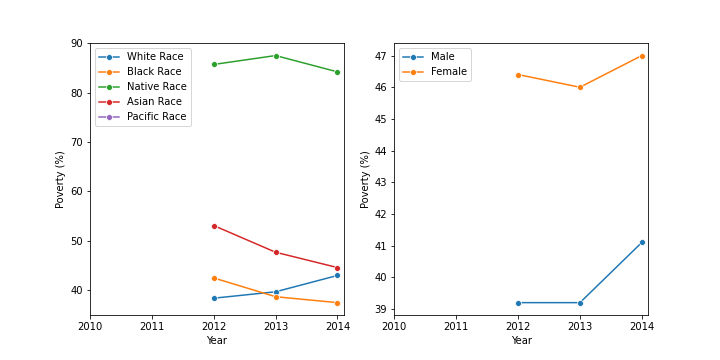 90
80
70
60
50
40
Poverty (%)
2010 2011 2012 2013 2014
Year
White Race
Black Race
Native Race
Asian Race
Pacific Race
47
46
45
44
43
42
41
40
39
Poverty (%)
2010 2011 2012 2013 2014
Year
Male
Female